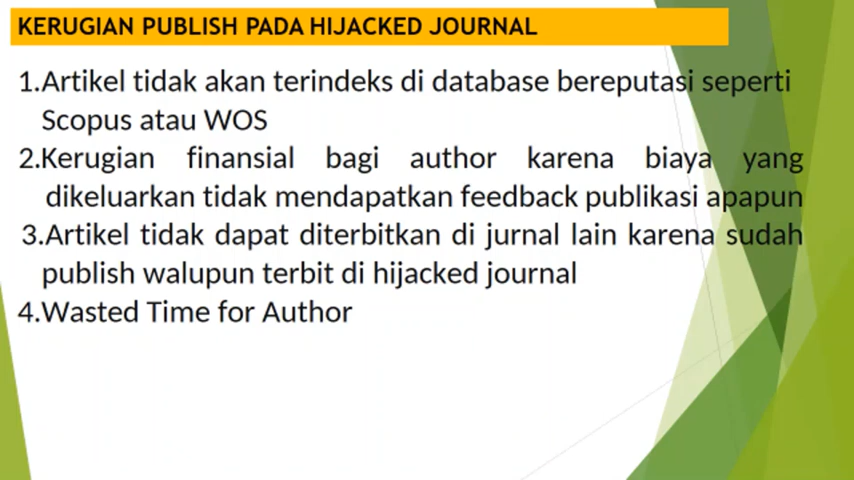 KERUGIAN PUBLISH PADA HIJACKED JOURNAL
1.Artikel tidak akan terindeks di database bereputasi seperti
Scopus atau WOS
2.Kerugian finansial bagi author karena biaya yang
dikeluarkan tidak mendapatkan feedback publikasi apapun
3.Artikel tidak dapat diterbitkan di jurnal lain karena sudah
publish walupun terbit di hijacked journal
4.Wasted Time for Author